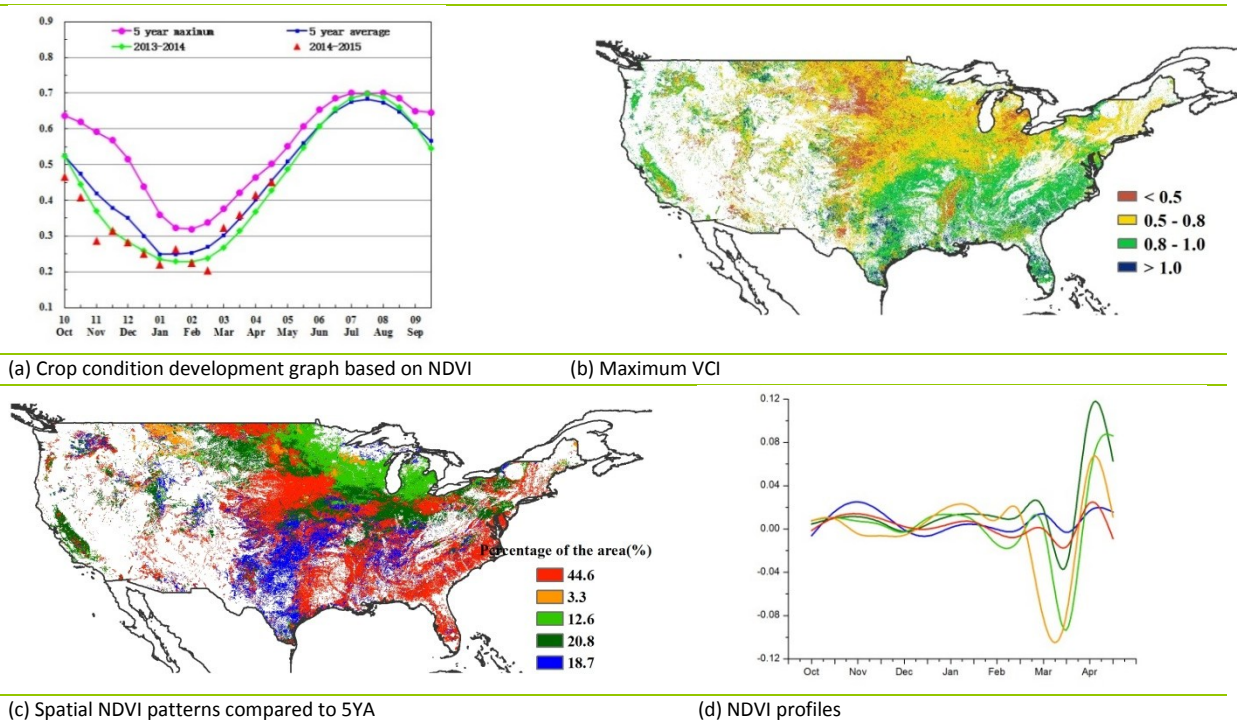 0.9
0.8
0.7
0.6
0.5
0.4
0.3
0.2
0.1
5 year maximum
5 year average
2013-2014
2014-2015
10 11 12 01 02 03 04 05 06 07 08 09
Oct Nov Dec Jan Feb Mar Apr May Jun Jul Aug Sep
< 0.5
0.5 - 0.8
0.8 - 1.0
> 1.0
(a) Crop condition development graph based on NDVI
(b) Maximum VCI
Percentage of the area(%)
44.6
3.3
12.6
20.8
18.7
0.12
0.08
0.04
0.00
-0.04
-0.08
-0.12
Oct Nov Dec Jan Feb Mar Apr
(c) Spatial NDVI patterns compared to 5YA
(d) NDVI profiles